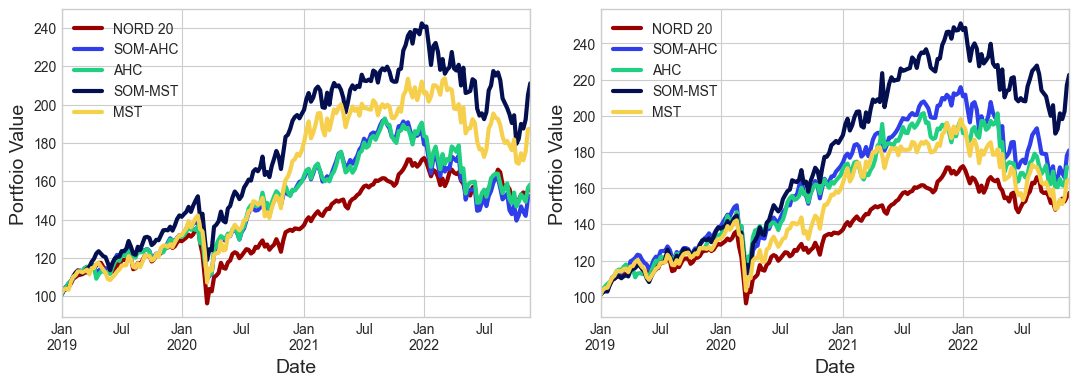 250
240
220
200
180
160
140
120
100
Portfoio Value
NORD 20
SOM-AHC
AHC
SOM-MST
MST
Jan
2019
Jul
Jan
2020
Jul
Jan
2021
Jul
Jan
2022
Jul
Date
240
220
200
180
160
140
120
100
Portfoio Value
NORD 20
SOM-AHC
AHC
SOM-MST
MST
Jan
2019
Jul
Jan
2020
Jul
Jan
2021
Jul
Jan
2022
Jul
Date